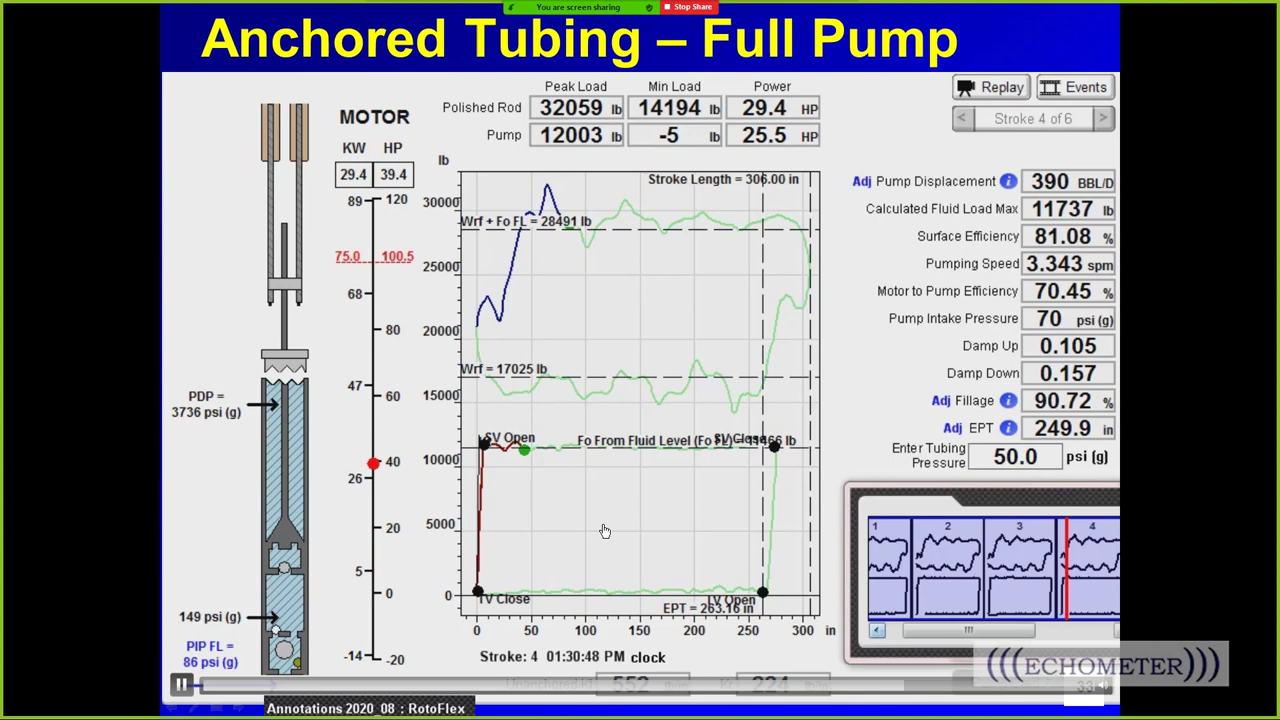 You are screen sharing Stop Share
Anchored Tubing – Full Pump
Peak Load Min Load Power
Polished Rod 32059 lb 14194 lb 29.4 HP
Pump 12003 lb -5 lb 25.5 HP
Replay Events
< Stroke 4 of 6 >
MOTOR
KW HP
29.4 39.4
89 120
75.0 100.5
68
80
47 60
40
26
20
5
0
-14 -20
PDP =
3736 psi (g)
149 psi (g)
PIP FL =
86 psi (g)
lb
30000
25000
20000
15000
10000
5000
0
Stroke Length = 306.00 in
Wrf + Fo FL = 28491 lb
Wrf = 17025 lb
SV Open
Fo From Fluid Level (Fo FL) = 11466 lb
SV Close
TV Close
TV Open
EPT = 263.16 in
0 50 100 150 200 250 300 in
Stroke: 4 01:30:48 PM clock
Adj Pump Displacement 390 BBL/D
Calculated Fluid Load Max 11737 lb
Surface Efficiency 81.08 %
Pumping Speed 3.343 spm
Motor to Pump Efficiency 70.45 %
Pump Intake Pressure 70 psi (g)
Damp Up 0.105
Damp Down 0.157
Adj Fillage 90.72 %
Adj EPT 249.9 in
Enter Tubing
Pressure 50.0 psi (g)
1 2 3 4
(((ECHOMETER)))
552 lb 224
Annotations 2020_08 : RotoFlex